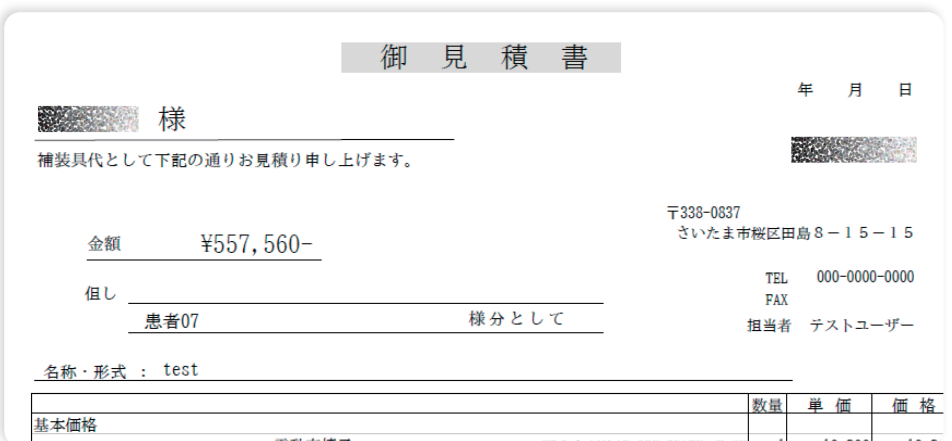 御見積書
年 月 日
様
補装具代として下記の通りお見積り申し上げます。
〒338-0837
さいたま市桜区田島８－１５－１５
金額 ¥557,560-
TEL 000-0000-0000
但し
FAX
患者07 様分として
担当者 テストユーザー
名称・形式 : test
数量 単価 価格
基本価格